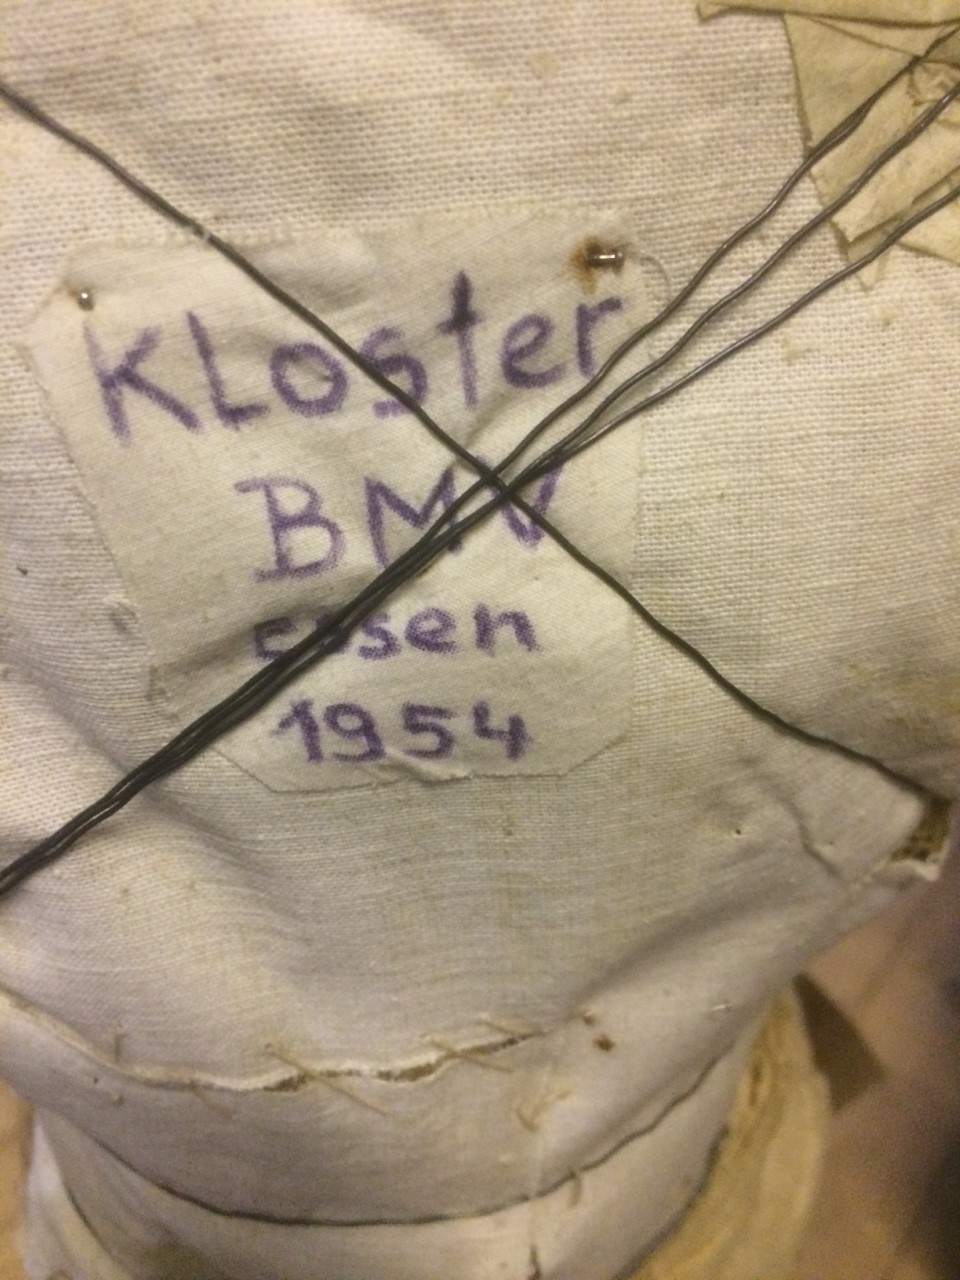 Kloster
BMV
Essen
1954